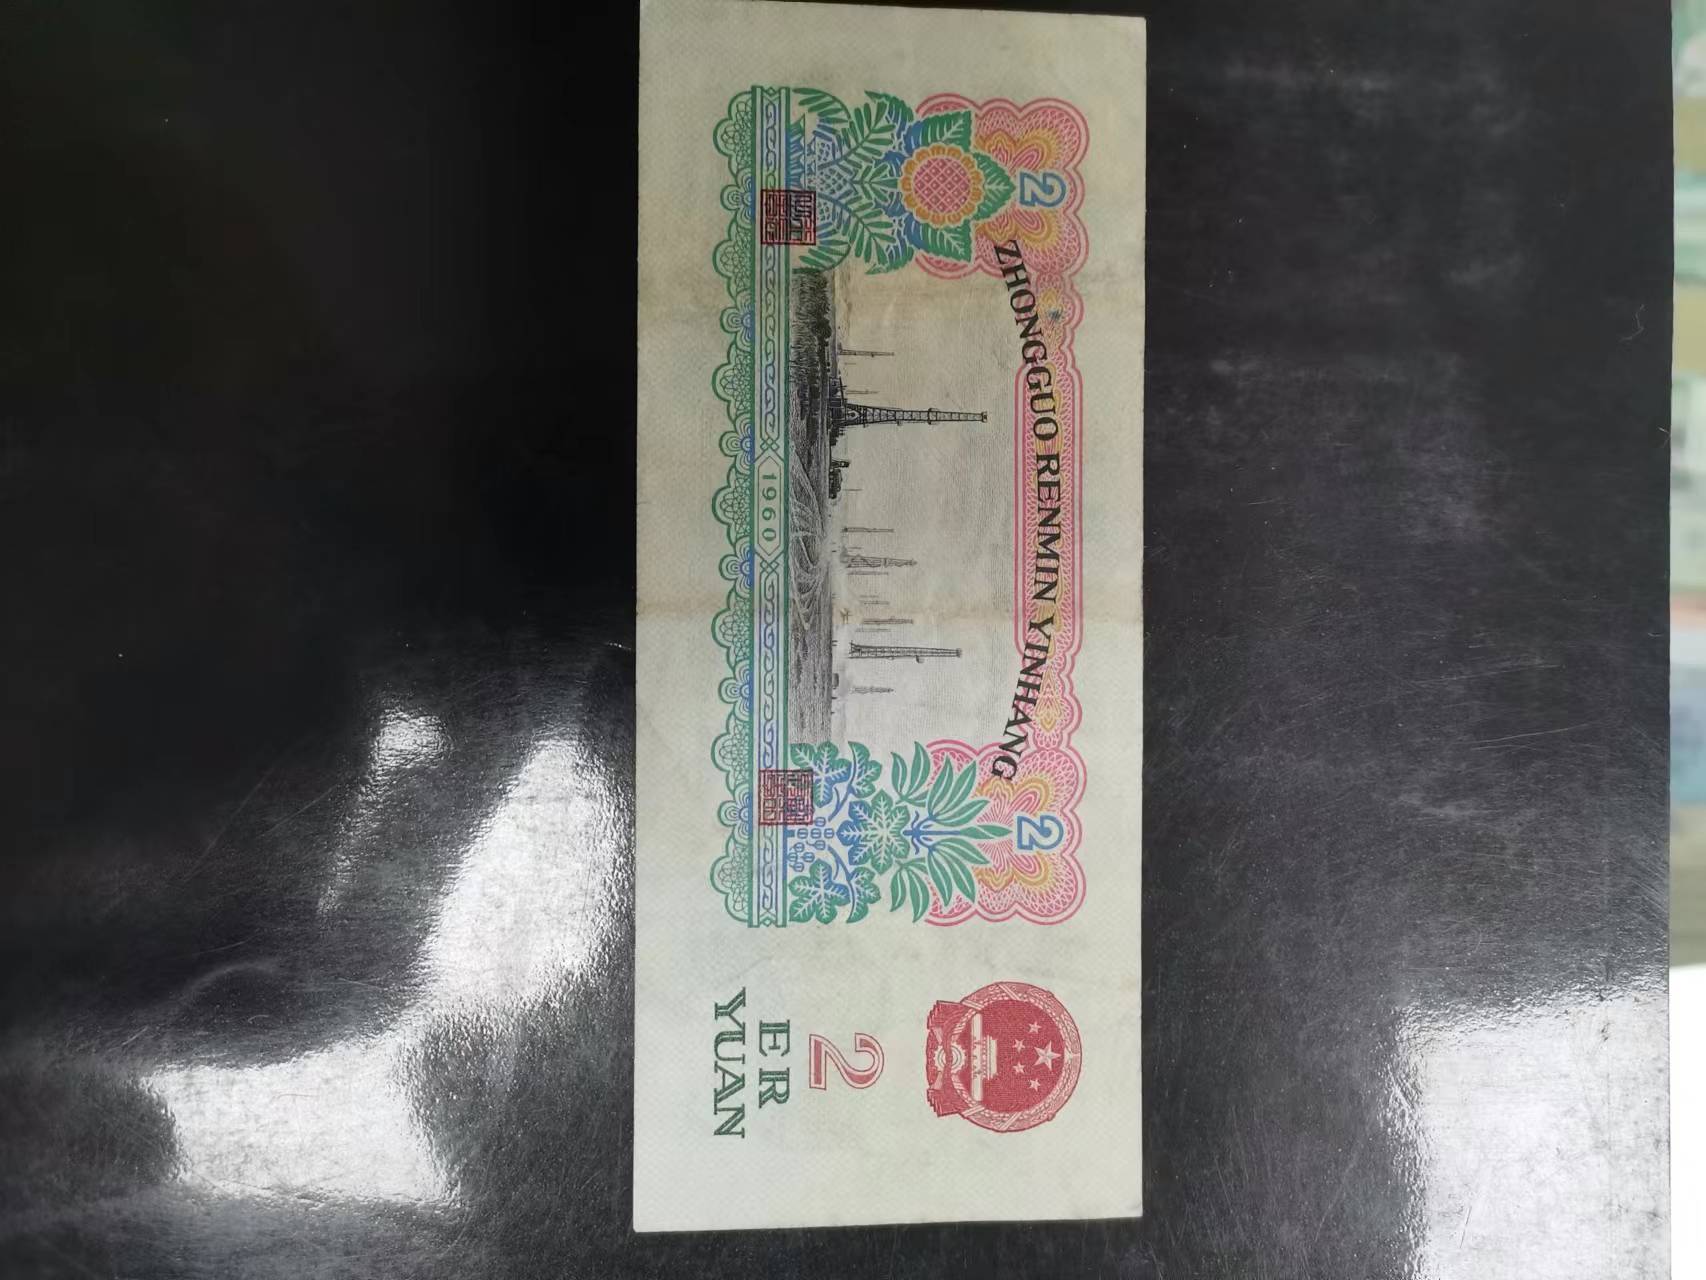 2
2
ZHONGGUO RENMIN YINHANG
1960
2
ER
YUAN